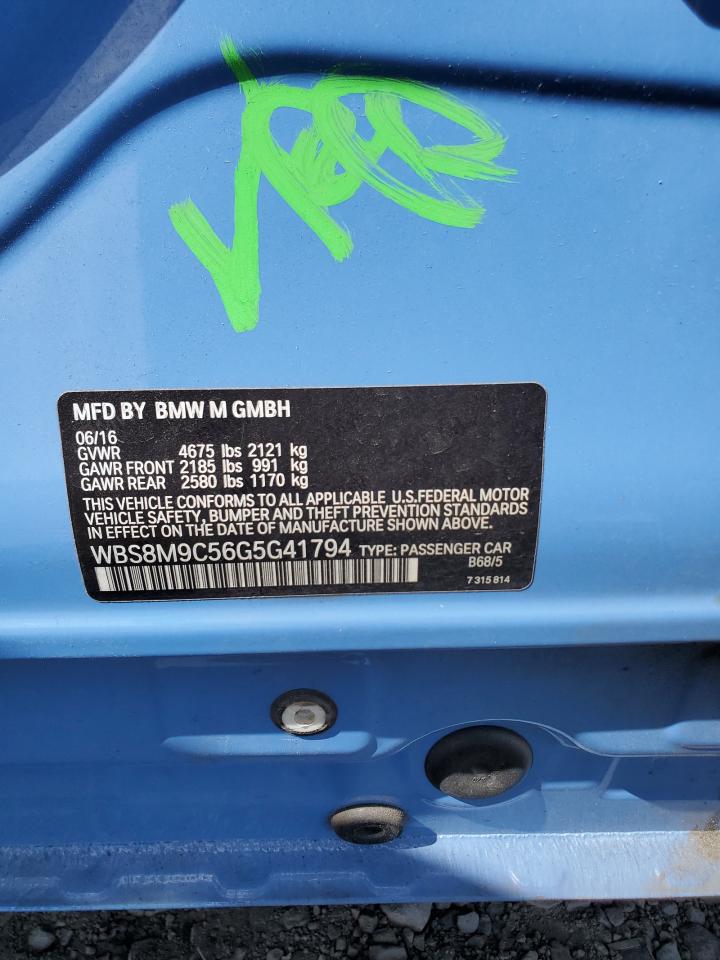 MFD BY BMW M GMBH
06/16
GVWR 4675 lbs 2121 kg
GAWR FRONT 2185 lbs 991 kg
GAWR REAR 2580 lbs 1170 kg
THIS VEHICLE CONFORMS TO ALL APPLICABLE U.S.FEDERAL MOTOR
VEHICLE SAFETY, BUMPER AND THEFT PREVENTION STANDARDS
IN EFFECT ON THE DATE OF MANUFACTURE SHOWN ABOVE.
WBS8M9C56G5G41794 TYPE: PASSENGER CAR
B68/5
7 315 814